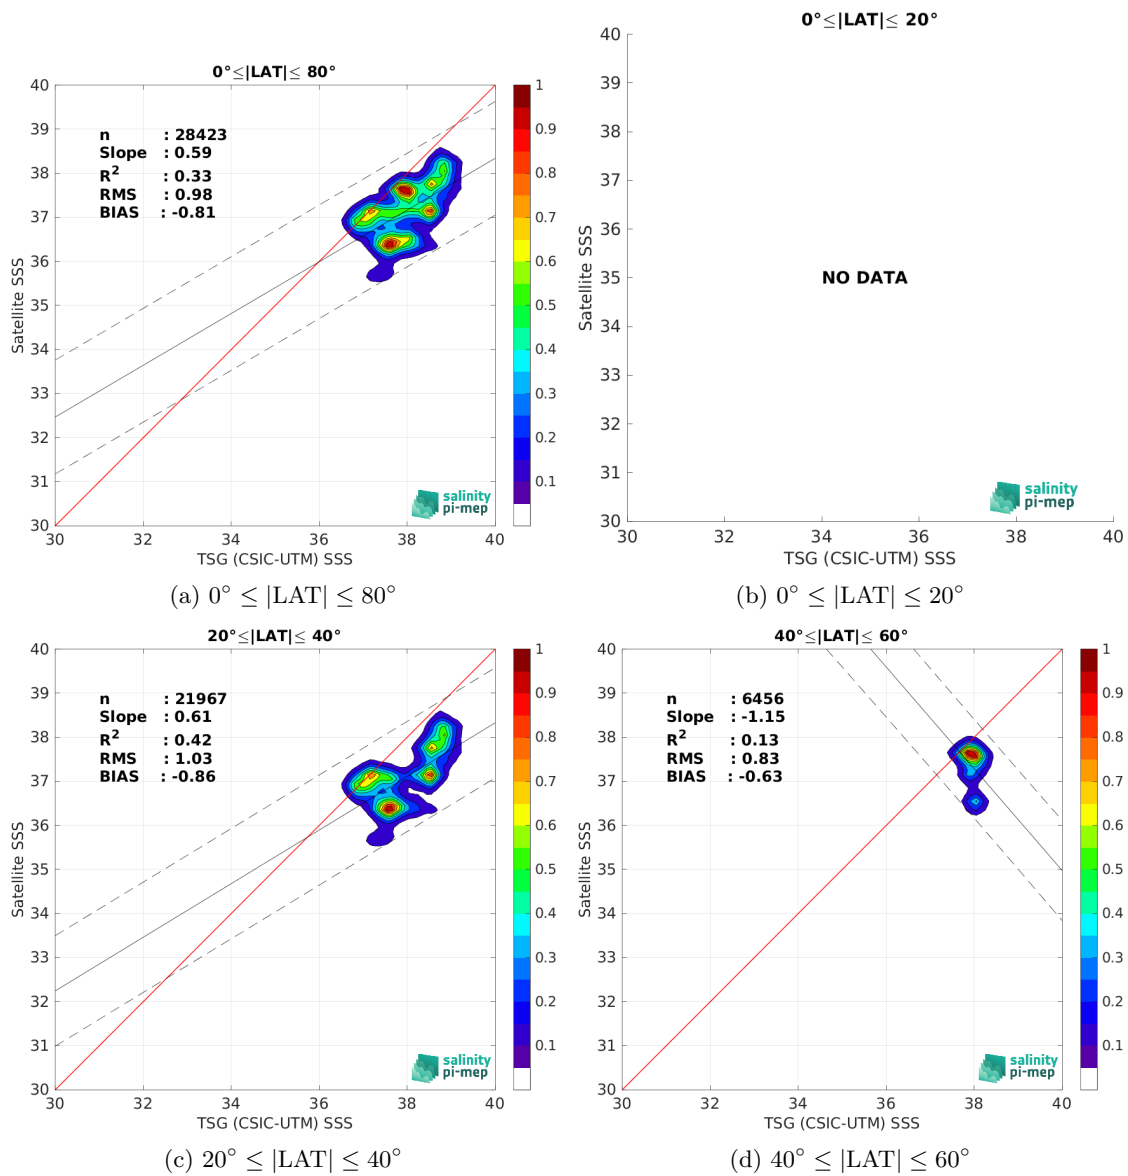 0°≤|LAT|≤ 80°
n : 28423
Slope : 0.59
R² : 0.33
RMS : 0.98
BIAS : -0.81
Satellite SSS
40
39
38
37
36
35
34
33
32
31
30
30 32 34 36 38 40
TSG (CSIC-UTM) SSS
salinity
pi-mep
1
0.9
0.8
0.7
0.6
0.5
0.4
0.3
0.2
0.1
(a) 0° ≤ |LAT| ≤ 80°
0°≤|LAT|≤ 20°
Satellite SSS
40
39
38
37
36
35
34
33
32
31
30
NO DATA
salinity
pi-mep
30 32 34 36 38 40
TSG (CSIC-UTM) SSS
(b) 0° ≤ |LAT| ≤ 20°
20°≤|LAT|≤ 40°
n : 21967
Slope : 0.61
R² : 0.42
RMS : 1.03
BIAS : -0.86
Satellite SSS
40
39
38
37
36
35
34
33
32
31
30
30 32 34 36 38 40
TSG (CSIC-UTM) SSS
salinity
pi-mep
1
0.9
0.8
0.7
0.6
0.5
0.4
0.3
0.2
0.1
(c) 20° ≤ |LAT| ≤ 40°
40°≤|LAT|≤ 60°
n : 6456
Slope : -1.15
R² : 0.13
RMS : 0.83
BIAS : -0.63
Satellite SSS
40
39
38
37
36
35
34
33
32
31
30
30 32 34 36 38 40
TSG (CSIC-UTM) SSS
salinity
pi-mep
1
0.9
0.8
0.7
0.6
0.5
0.4
0.3
0.2
0.1
(d) 40° ≤ |LAT| ≤ 60°